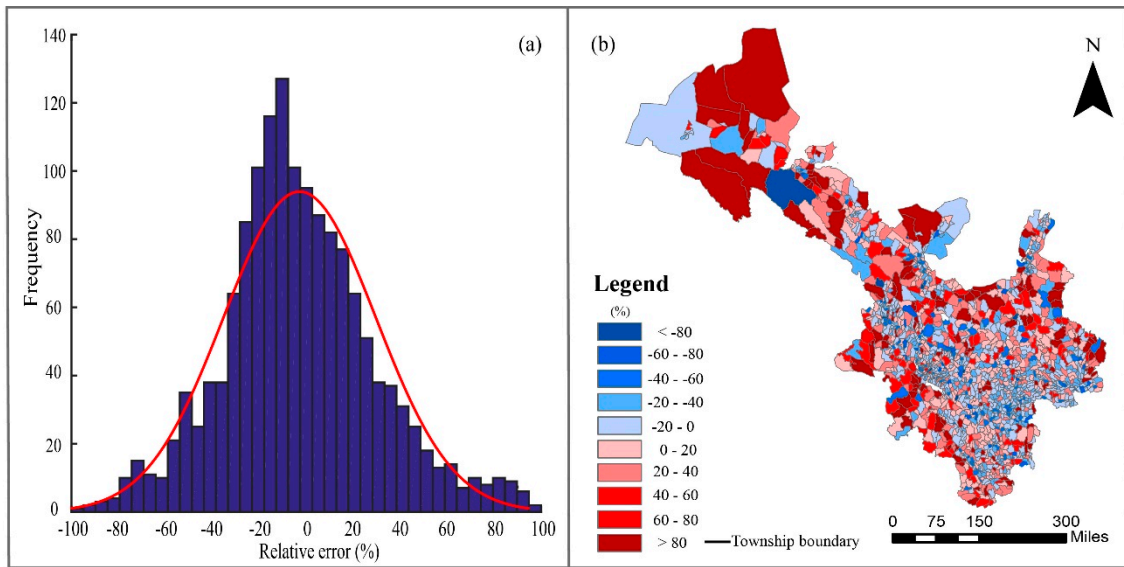 (a)
140
120
100
80
60
40
20
0
Frequency
-100 -80 -60 -40 -20 0 20 40 60 80 100
Relative error (%)
(b)
N
Legend
(%)
< -80
-60 - -80
-40 - -60
-20 - -40
-20 - 0
0 - 20
20 - 40
40 - 60
60 - 80
> 80
Township boundary
0 75 150 300
Miles